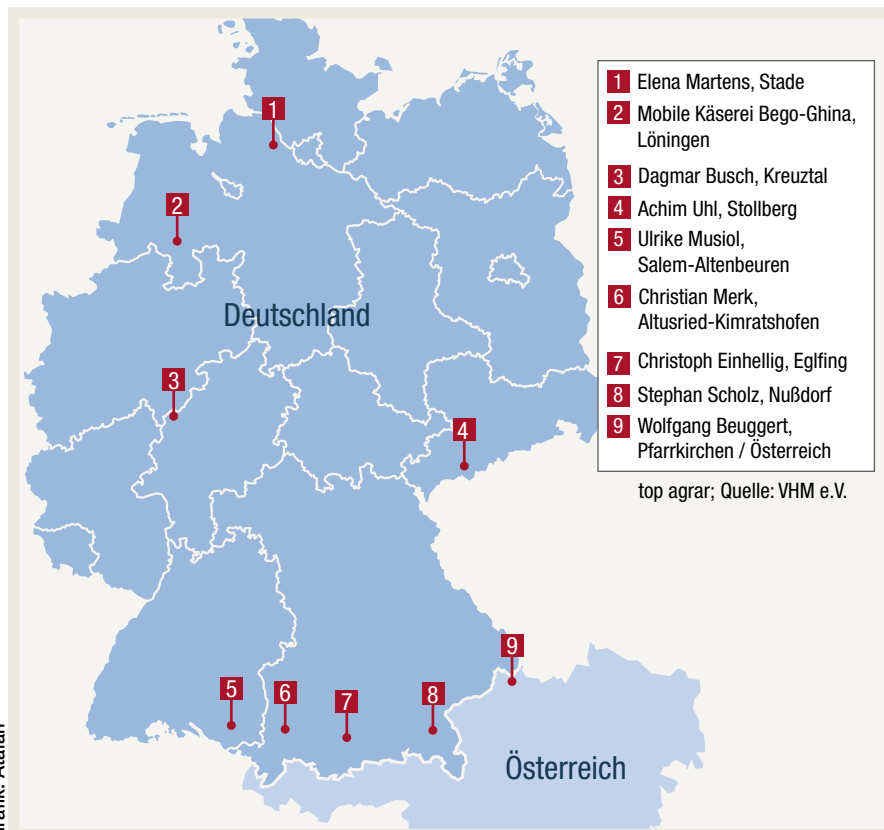 1
2
3
4
5
6
7
8
9
Deutschland
Österreich
1 Elena Martens, Stade
2 Mobile Käserei Bego-Ghina,
Löningen
3 Dagmar Busch, Kreuztal
4 Achim Uhl, Stollberg
5 Ulrike Musiol,
Salem-Altenbeuren
6 Christian Merk,
Altusried-Kimratshofen
7 Christoph Einhellig, Eglfing
8 Stephan Scholz, Nußdorf
9 Wolfgang Beuggert,
Pfarrkirchen / Österreich
top agrar; Quelle: VHM e.V.